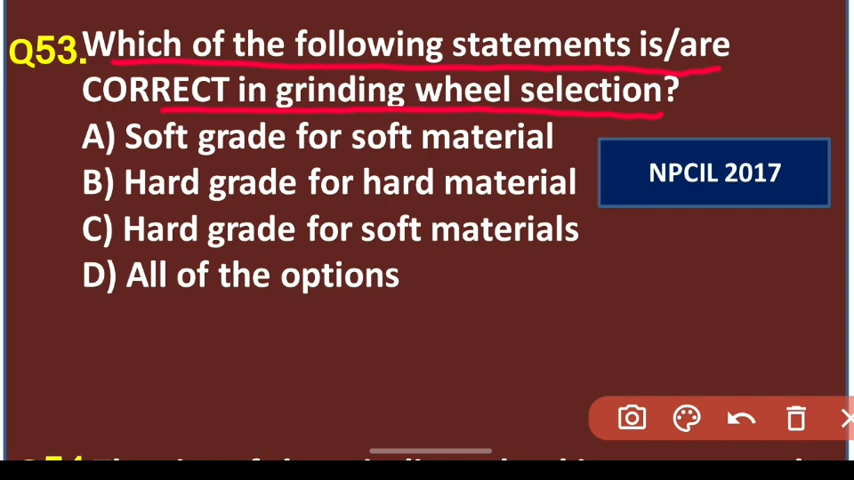 Q53. Which of the following statements is/are
CORRECT in grinding wheel selection?
A) Soft grade for soft material
B) Hard grade for hard material
NPCIL 2017
C) Hard grade for soft materials
D) All of the options